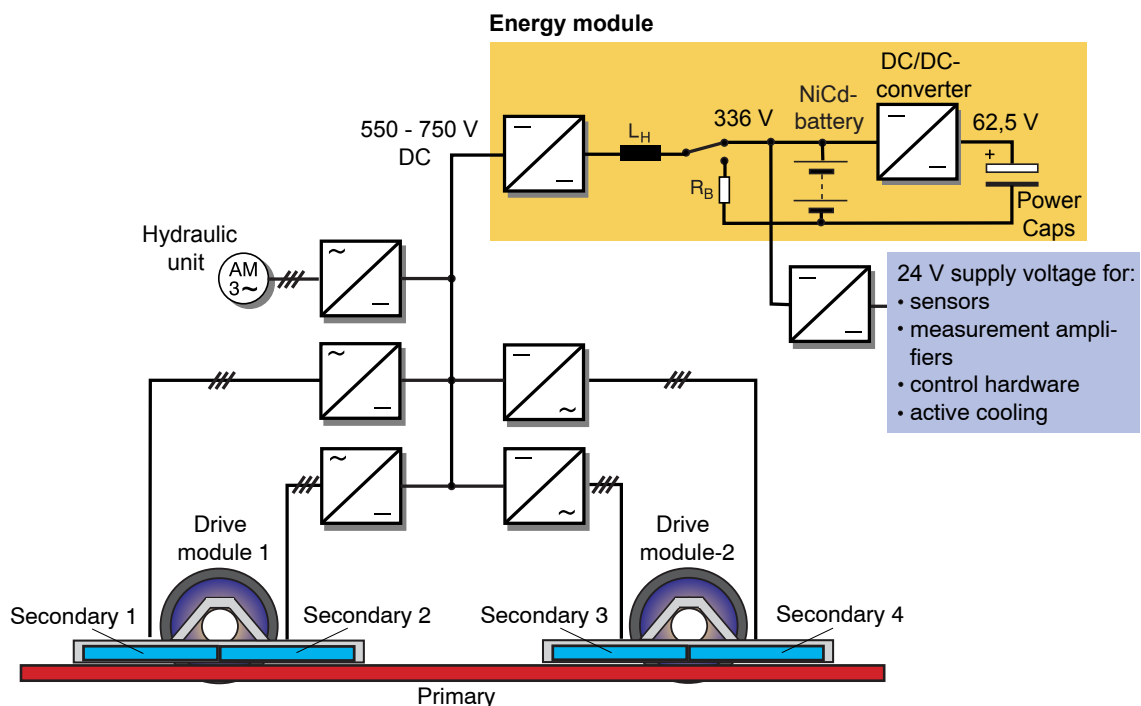 Energy module
DC/DC-
converter
NiCd-
battery
336 V
62,5 V
550 - 750 V
DC
L_H
R_B
+
Power
Caps
Hydraulic
unit
AM
3~
~
24 V supply voltage for:
• sensors
• measurement ampli-
fiers
• control hardware
• active cooling
~
~
~
~
Drive
module 1
Drive
module-2
Secondary 1
Secondary 2
Secondary 3
Secondary 4
Primary